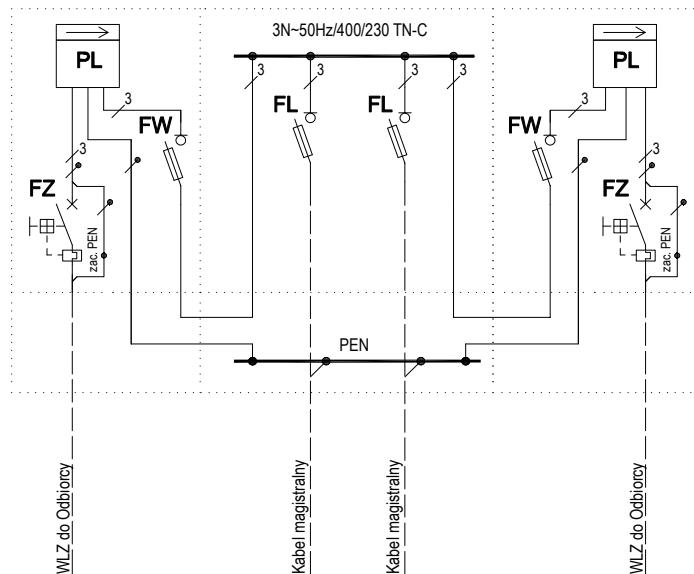 3N~50Hz/400/230 TN-C
PL
PL
3
3
3
3
3
3
FL
FL
FW
FW
3
3
FZ
FZ
zac. PEN
zac. PEN
PEN
WLZ do Odbiorcy
Kabel magistralny
Kabel magistralny
WLZ do Odbiorcy